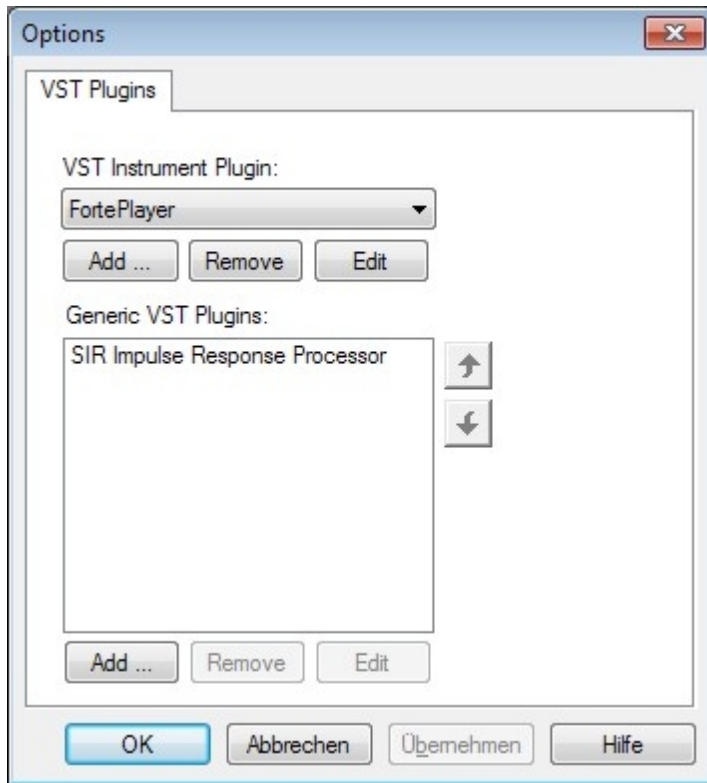 Options
VST Plugins
VST Instrument Plugin:
FortePlayer
Add ... Remove Edit
Generic VST Plugins:
SIR Impulse Response Processor
Add ... Remove Edit
OK Abbrechen Übernehmen Hilfe